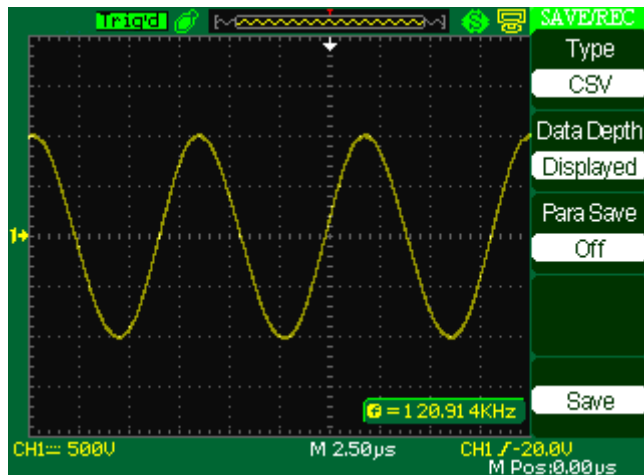 Trig'd
S
SAVE/REC
Type
CSV
Data Depth
Displayed
Para Save
Off
Save
1
f = 120.914KHz
CH1 500V
M 2.50µs
CH1 -20.0V
M Pos:0.00µs